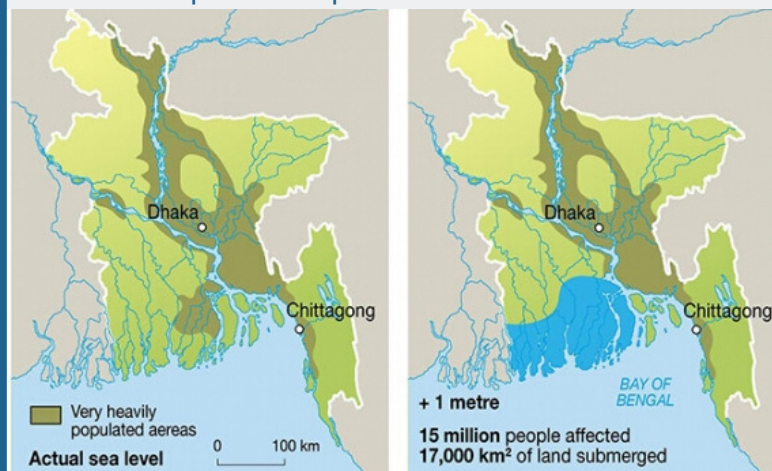 Dhaka
Chittagong
Very heavily
populated aereas
Actual sea level
0 100 km
Dhaka
Chittagong
BAY OF
BENGAL
+ 1 metre
15 million people affected
17,000 km² of land submerged